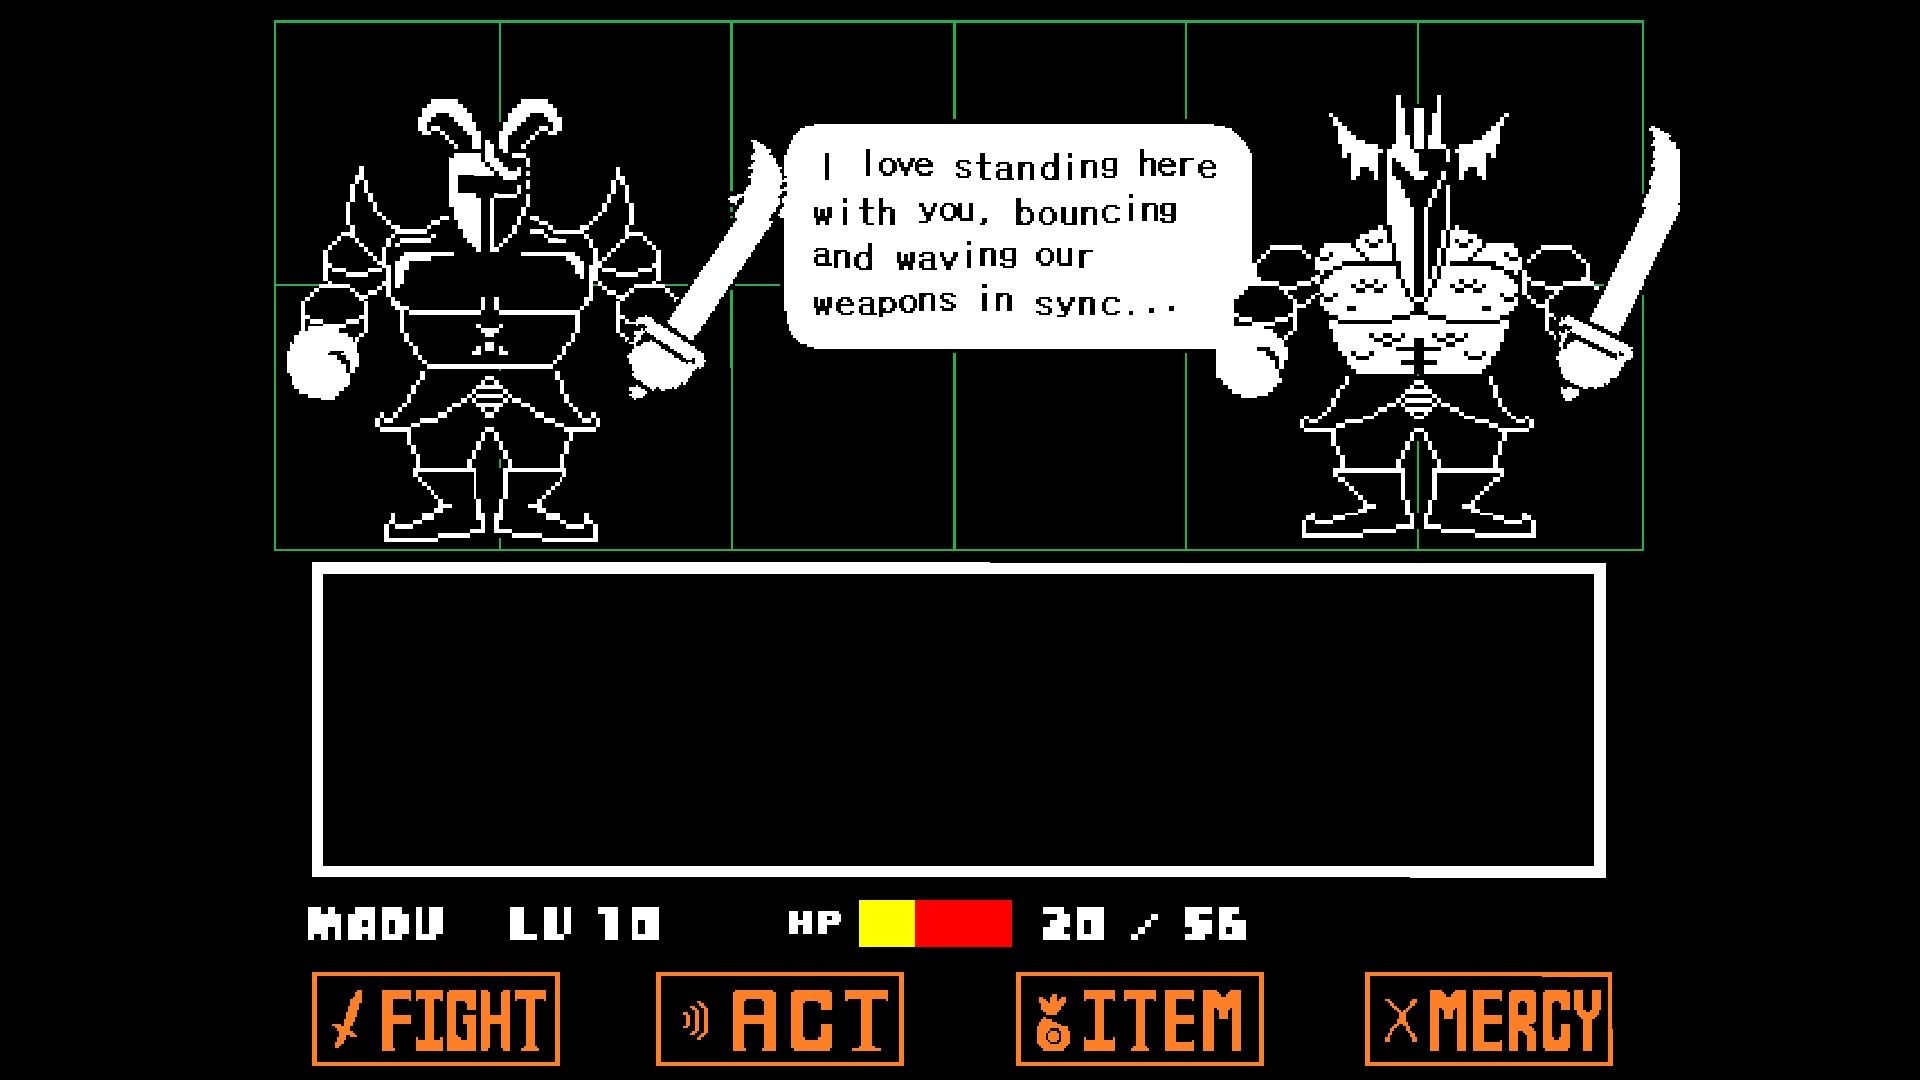 I love standing here
with you, bouncing
and waving our
weapons in sync...
MADU LV 10 HP 20 / 56
FIGHT ACT ITEM MERCY